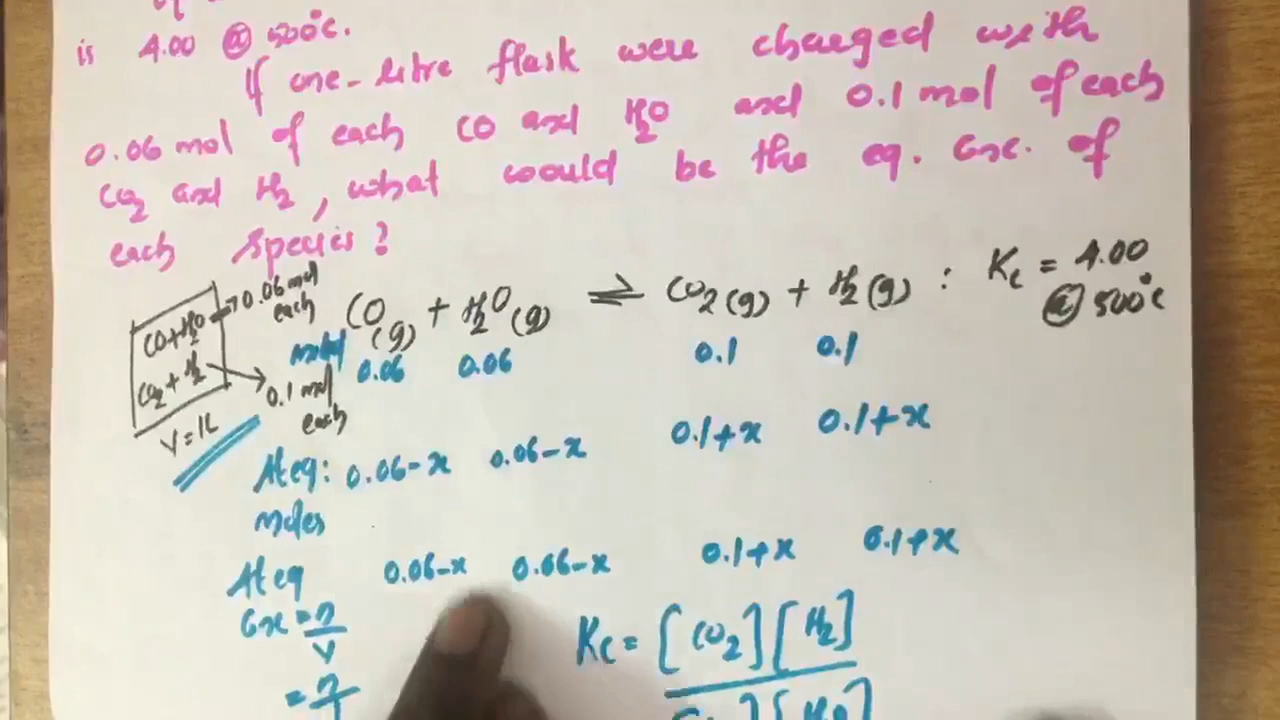 is 4.00 @ 500°C.
If one-litre flask were charged with
0.06 mol of each CO and H₂O and 0.1 mol of each
CO₂ and H₂, what would be the eq. Conc. of
each species?
CO+H₂O → 0.06 mol each
CO₂ + H₂ → 0.1 mol each
V=1L
CO(g) + H₂O(g) ⇌ CO₂(g) + H₂(g) : Kc = 4.00 @ 500°C
0.06 0.06 0.1 0.1
At eq: 0.06-x 0.06-x 0.1+x 0.1+x
moles
At eq 0.06-x 0.06-x 0.1+x 0.1+x
Conc = n/V
Kc = [CO₂][H₂]
= n